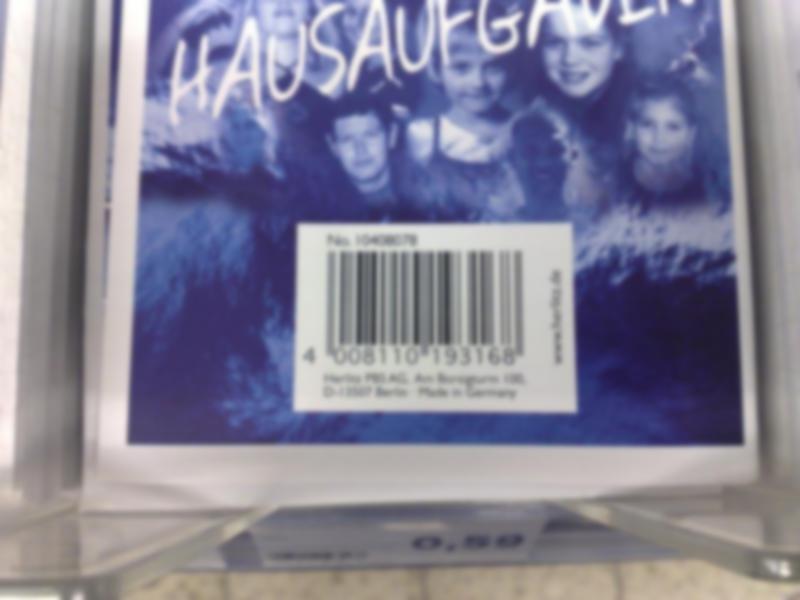 HAUSAUFGABEN
No. 10408078
www.herlitz.de
4 008110 193168
Herlitz PBS AG, Am Borsigturm 100,
D-13507 Berlin · Made in Germany
0,59